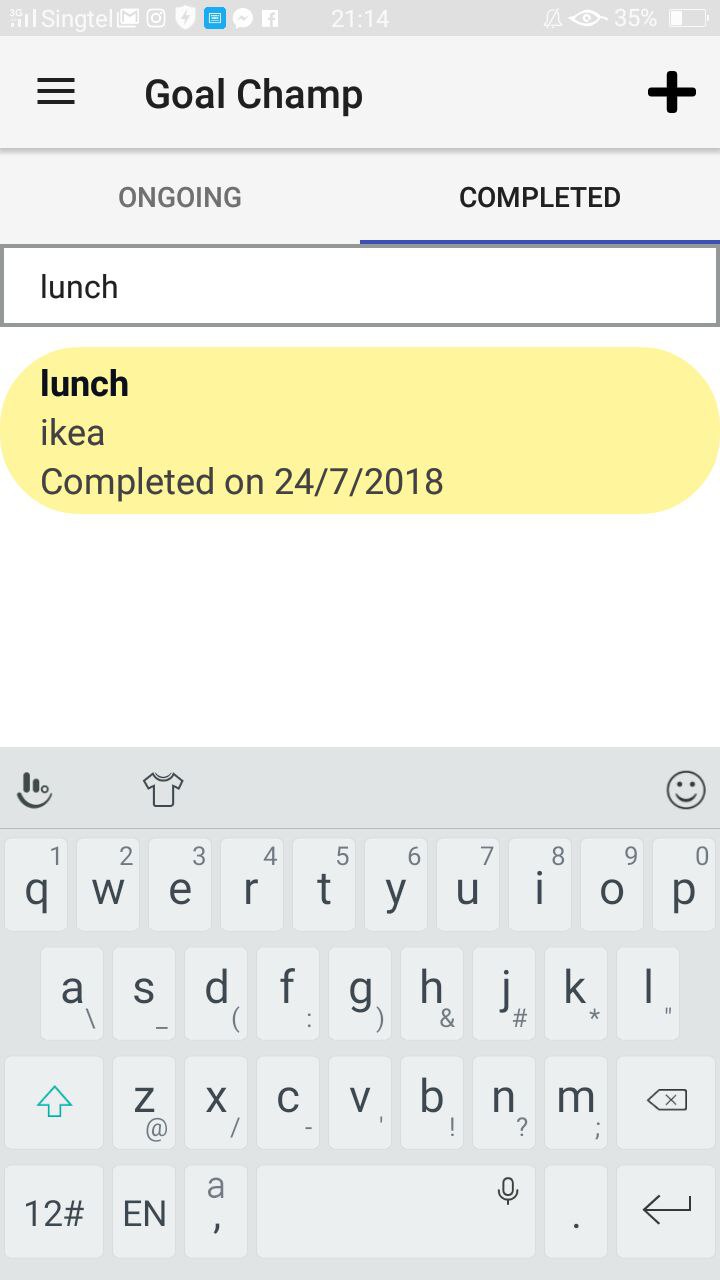 3G Singtel 21:14 35%
Goal Champ
ONGOING COMPLETED
lunch
lunch
ikea
Completed on 24/7/2018
1 2 3 4 5 6 7 8 9 0
q w e r t y u i o p
a s d f g h j k l
\ _ ( : ) & # * "
z x c v b n m
@ / - ' ! ? ;
12# EN a , .